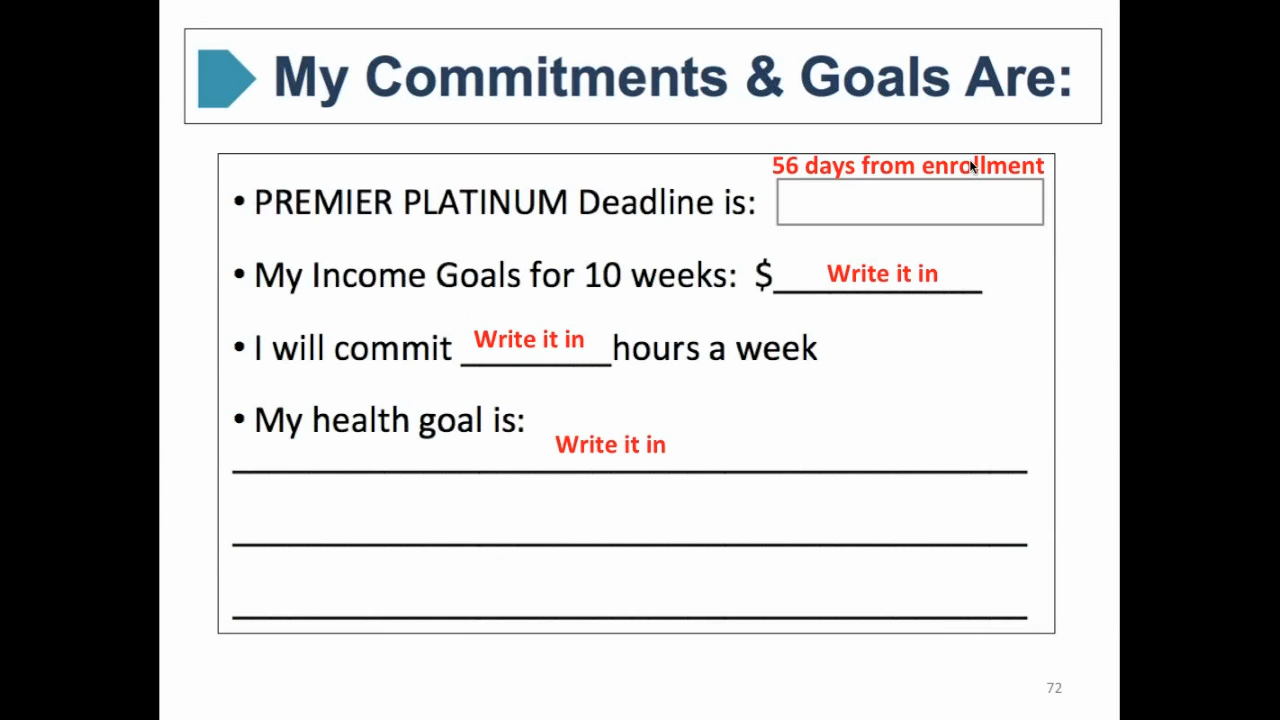 My Commitments & Goals Are:
56 days from enrollment
• PREMIER PLATINUM Deadline is:
• My Income Goals for 10 weeks: $ Write it in
• I will commit Write it in hours a week
• My health goal is:
Write it in
72